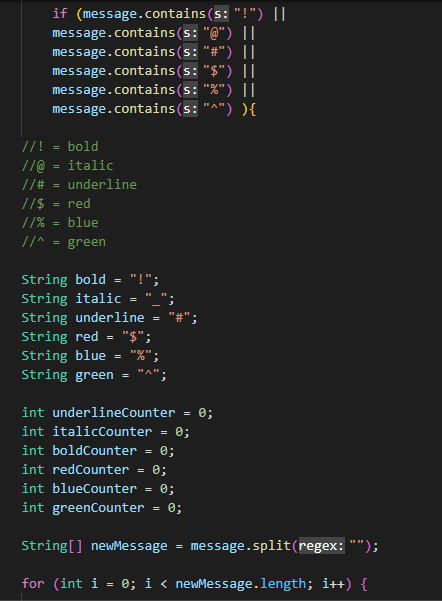 if (message.contains(s: "!") ||
message.contains(s: "@") ||
message.contains(s: "#") ||
message.contains(s: "$") ||
message.contains(s: "%") ||
message.contains(s: "^") ){
//! = bold
//@ = italic
//# = underline
//$ = red
//% = blue
//^ = green
String bold = "!";
String italic = "_";
String underline = "#";
String red = "$";
String blue = "%";
String green = "^";
int underlineCounter = 0;
int italicCounter = 0;
int boldCounter = 0;
int redCounter = 0;
int blueCounter = 0;
int greenCounter = 0;
String[] newMessage = message.split(regex: "");
for (int i = 0; i < newMessage.length; i++) {